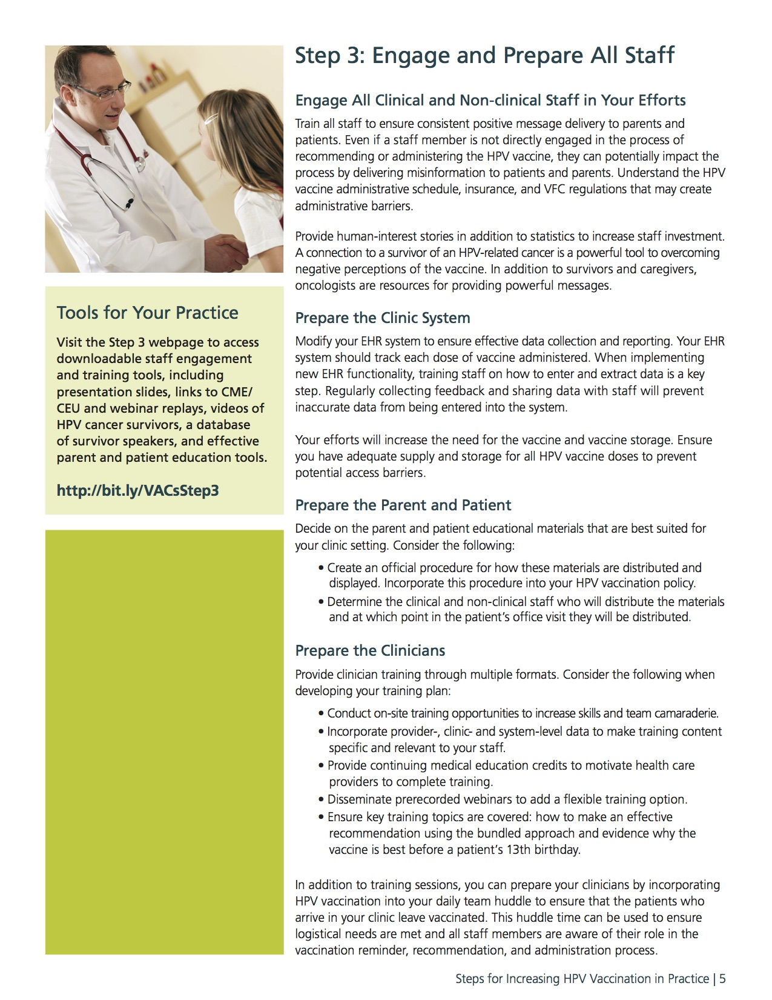 Step 3: Engage and Prepare All Staff
Engage All Clinical and Non-clinical Staff in Your Efforts
Train all staff to ensure consistent positive message delivery to parents and
patients. Even if a staff member is not directly engaged in the process of
recommending or administering the HPV vaccine, they can potentially impact the
process by delivering misinformation to patients and parents. Understand the HPV
vaccine administrative schedule, insurance, and VFC regulations that may create
administrative barriers.
Provide human-interest stories in addition to statistics to increase staff investment.
A connection to a survivor of an HPV-related cancer is a powerful tool to overcoming
negative perceptions of the vaccine. In addition to survivors and caregivers,
oncologists are resources for providing powerful messages.
Prepare the Clinic System
Modify your EHR system to ensure effective data collection and reporting. Your EHR
system should track each dose of vaccine administered. When implementing
new EHR functionality, training staff on how to enter and extract data is a key
step. Regularly collecting feedback and sharing data with staff will prevent
inaccurate data from being entered into the system.
Your efforts will increase the need for the vaccine and vaccine storage. Ensure
you have adequate supply and storage for all HPV vaccine doses to prevent
potential access barriers.
Prepare the Parent and Patient
Decide on the parent and patient educational materials that are best suited for
your clinic setting. Consider the following:
• Create an official procedure for how these materials are distributed and
displayed. Incorporate this procedure into your HPV vaccination policy.
• Determine the clinical and non-clinical staff who will distribute the materials
and at which point in the patient's office visit they will be distributed.
Prepare the Clinicians
Provide clinician training through multiple formats. Consider the following when
developing your training plan:
• Conduct on-site training opportunities to increase skills and team camaraderie.
• Incorporate provider-, clinic- and system-level data to make training content
specific and relevant to your staff.
• Provide continuing medical education credits to motivate health care
providers to complete training.
• Disseminate prerecorded webinars to add a flexible training option.
• Ensure key training topics are covered: how to make an effective
recommendation using the bundled approach and evidence why the
vaccine is best before a patient's 13th birthday.
In addition to training sessions, you can prepare your clinicians by incorporating
HPV vaccination into your daily team huddle to ensure that the patients who
arrive in your clinic leave vaccinated. This huddle time can be used to ensure
logistical needs are met and all staff members are aware of their role in the
vaccination reminder, recommendation, and administration process.
Tools for Your Practice
Visit the Step 3 webpage to access
downloadable staff engagement
and training tools, including
presentation slides, links to CME/
CEU and webinar replays, videos of
HPV cancer survivors, a database
of survivor speakers, and effective
parent and patient education tools.
http://bit.ly/VACsStep3
Steps for Increasing HPV Vaccination in Practice | 5